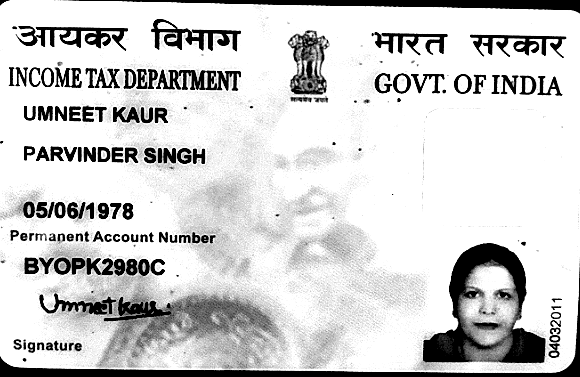 आयकर विभाग
भारत सरकार
INCOME TAX DEPARTMENT
GOVT. OF INDIA
सत्यमेव जयते
UMNEET KAUR
PARVINDER SINGH
05/06/1978
Permanent Account Number
BYOPK2980C
Umneet Kaur
Signature
04032011